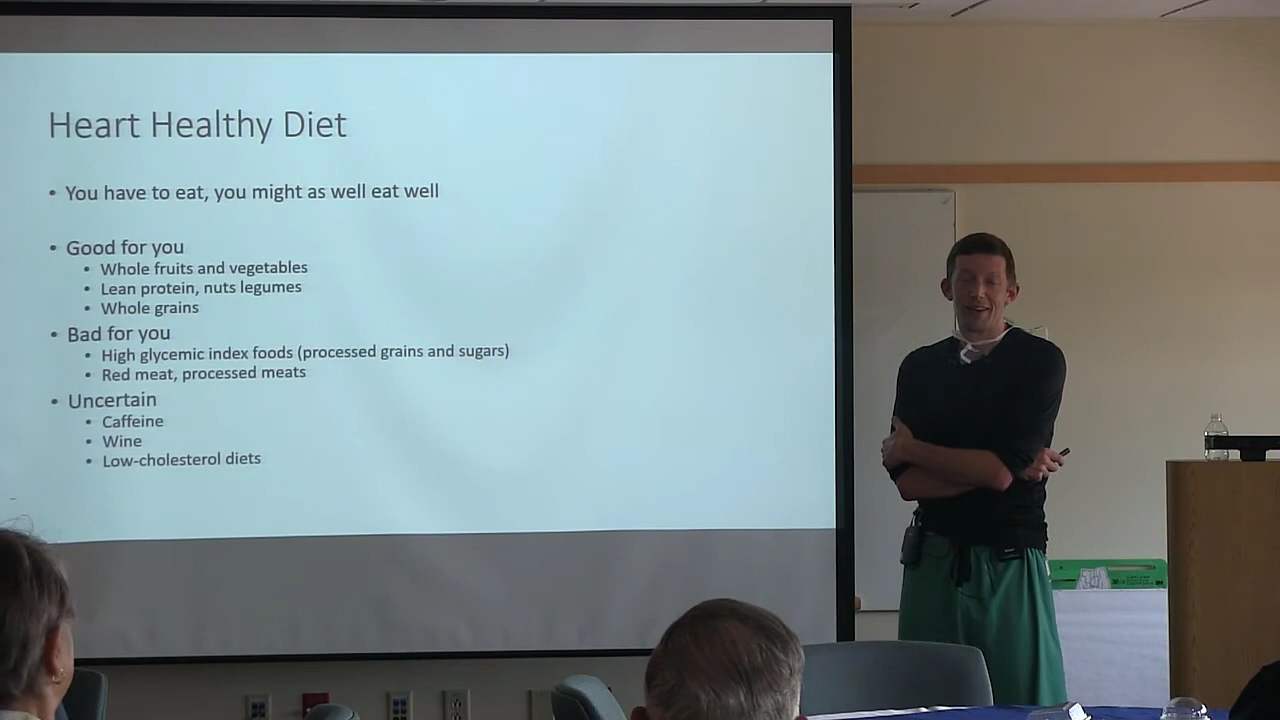 Heart Healthy Diet
• You have to eat, you might as well eat well
• Good for you
• Whole fruits and vegetables
• Lean protein, nuts legumes
• Whole grains
• Bad for you
• High glycemic index foods (processed grains and sugars)
• Red meat, processed meats
• Uncertain
• Caffeine
• Wine
• Low-cholesterol diets